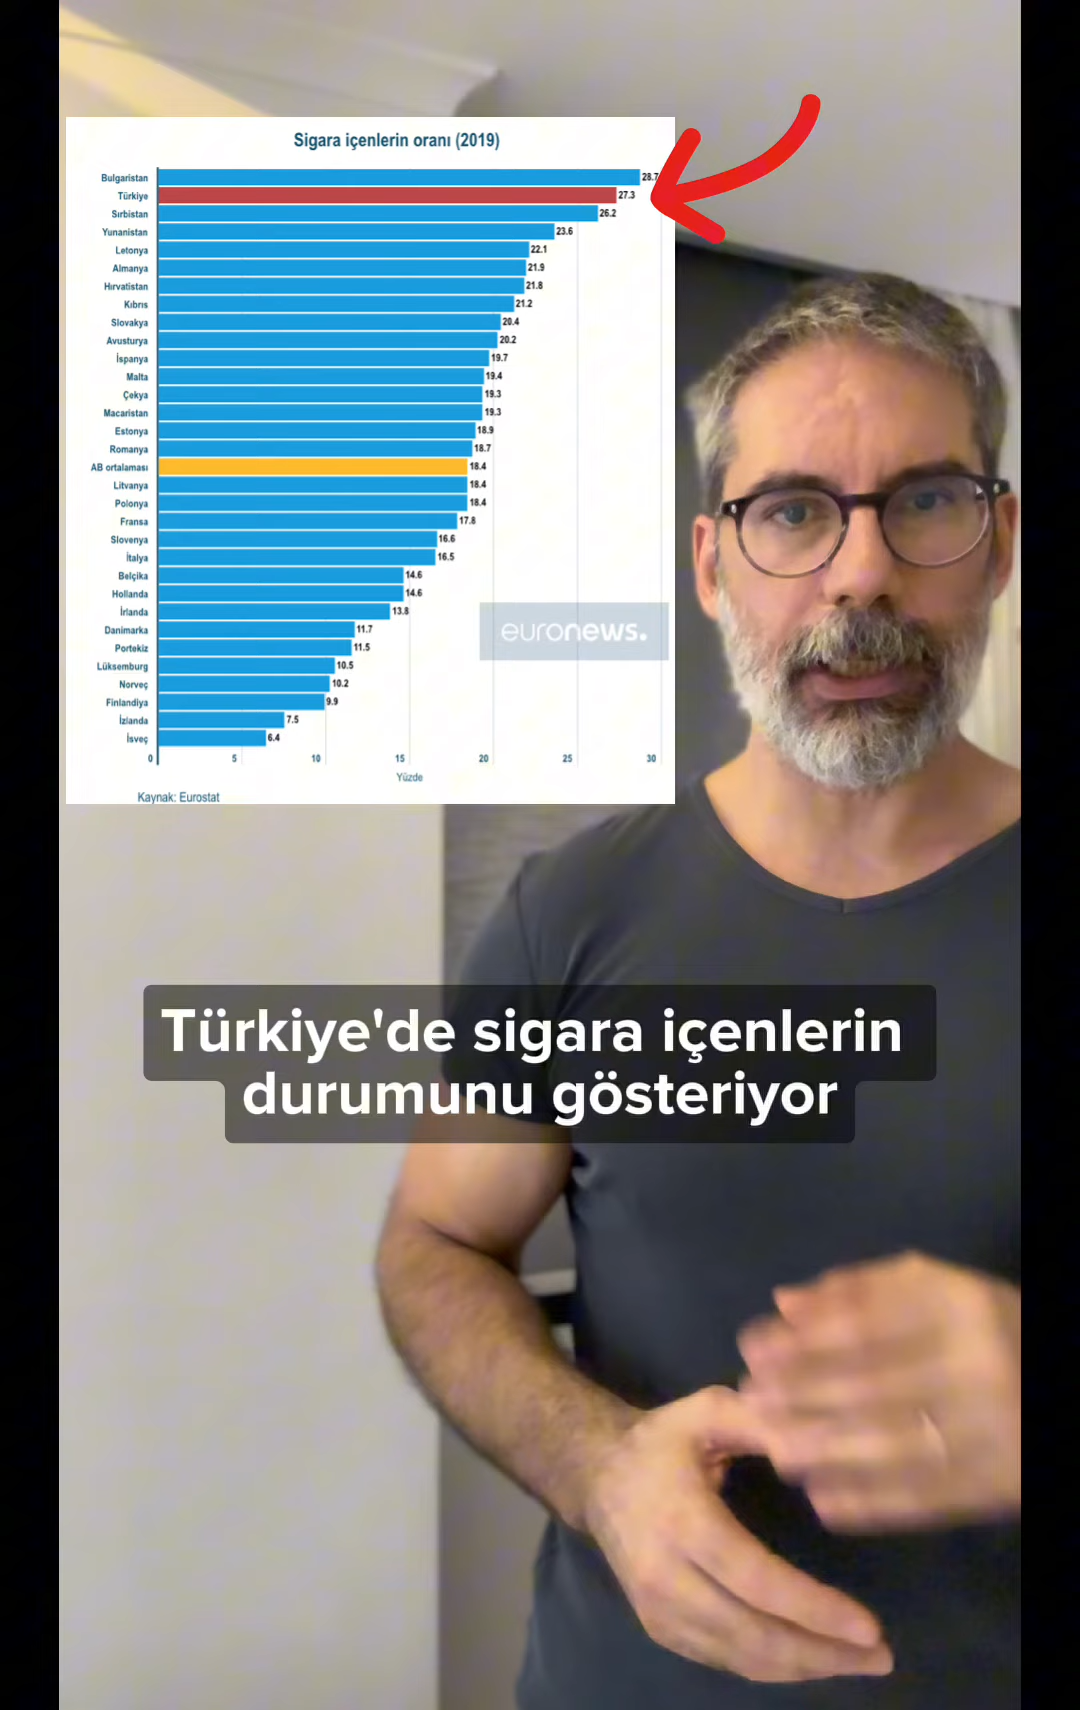 Sigara içenlerin oranı (2019)
Bulgaristan 28.7
Türkiye 27.3
Sırbistan 26.2
Yunanistan 23.6
Letonya 22.1
Almanya 21.9
Hırvatistan 21.8
Kıbrıs 21.2
Slovakya 20.4
Avusturya 20.2
İspanya 19.7
Malta 19.4
Çekya 19.3
Macaristan 19.3
Estonya 18.9
Romanya 18.7
AB ortalaması 18.4
Litvanya 18.4
Polonya 18.4
Fransa 17.8
Slovenya 16.6
İtalya 16.5
Belçika 14.6
Hollanda 14.6
İrlanda 13.8
Danimarka 11.7
Portekiz 11.5
Lüksemburg 10.5
Norveç 10.2
Finlandiya 9.9
İzlanda 7.5
İsveç 6.4
0 5 10 15 20 25 30
Yüzde
Kaynak: Eurostat
euronews.
Türkiye'de sigara içenlerin
durumunu gösteriyor